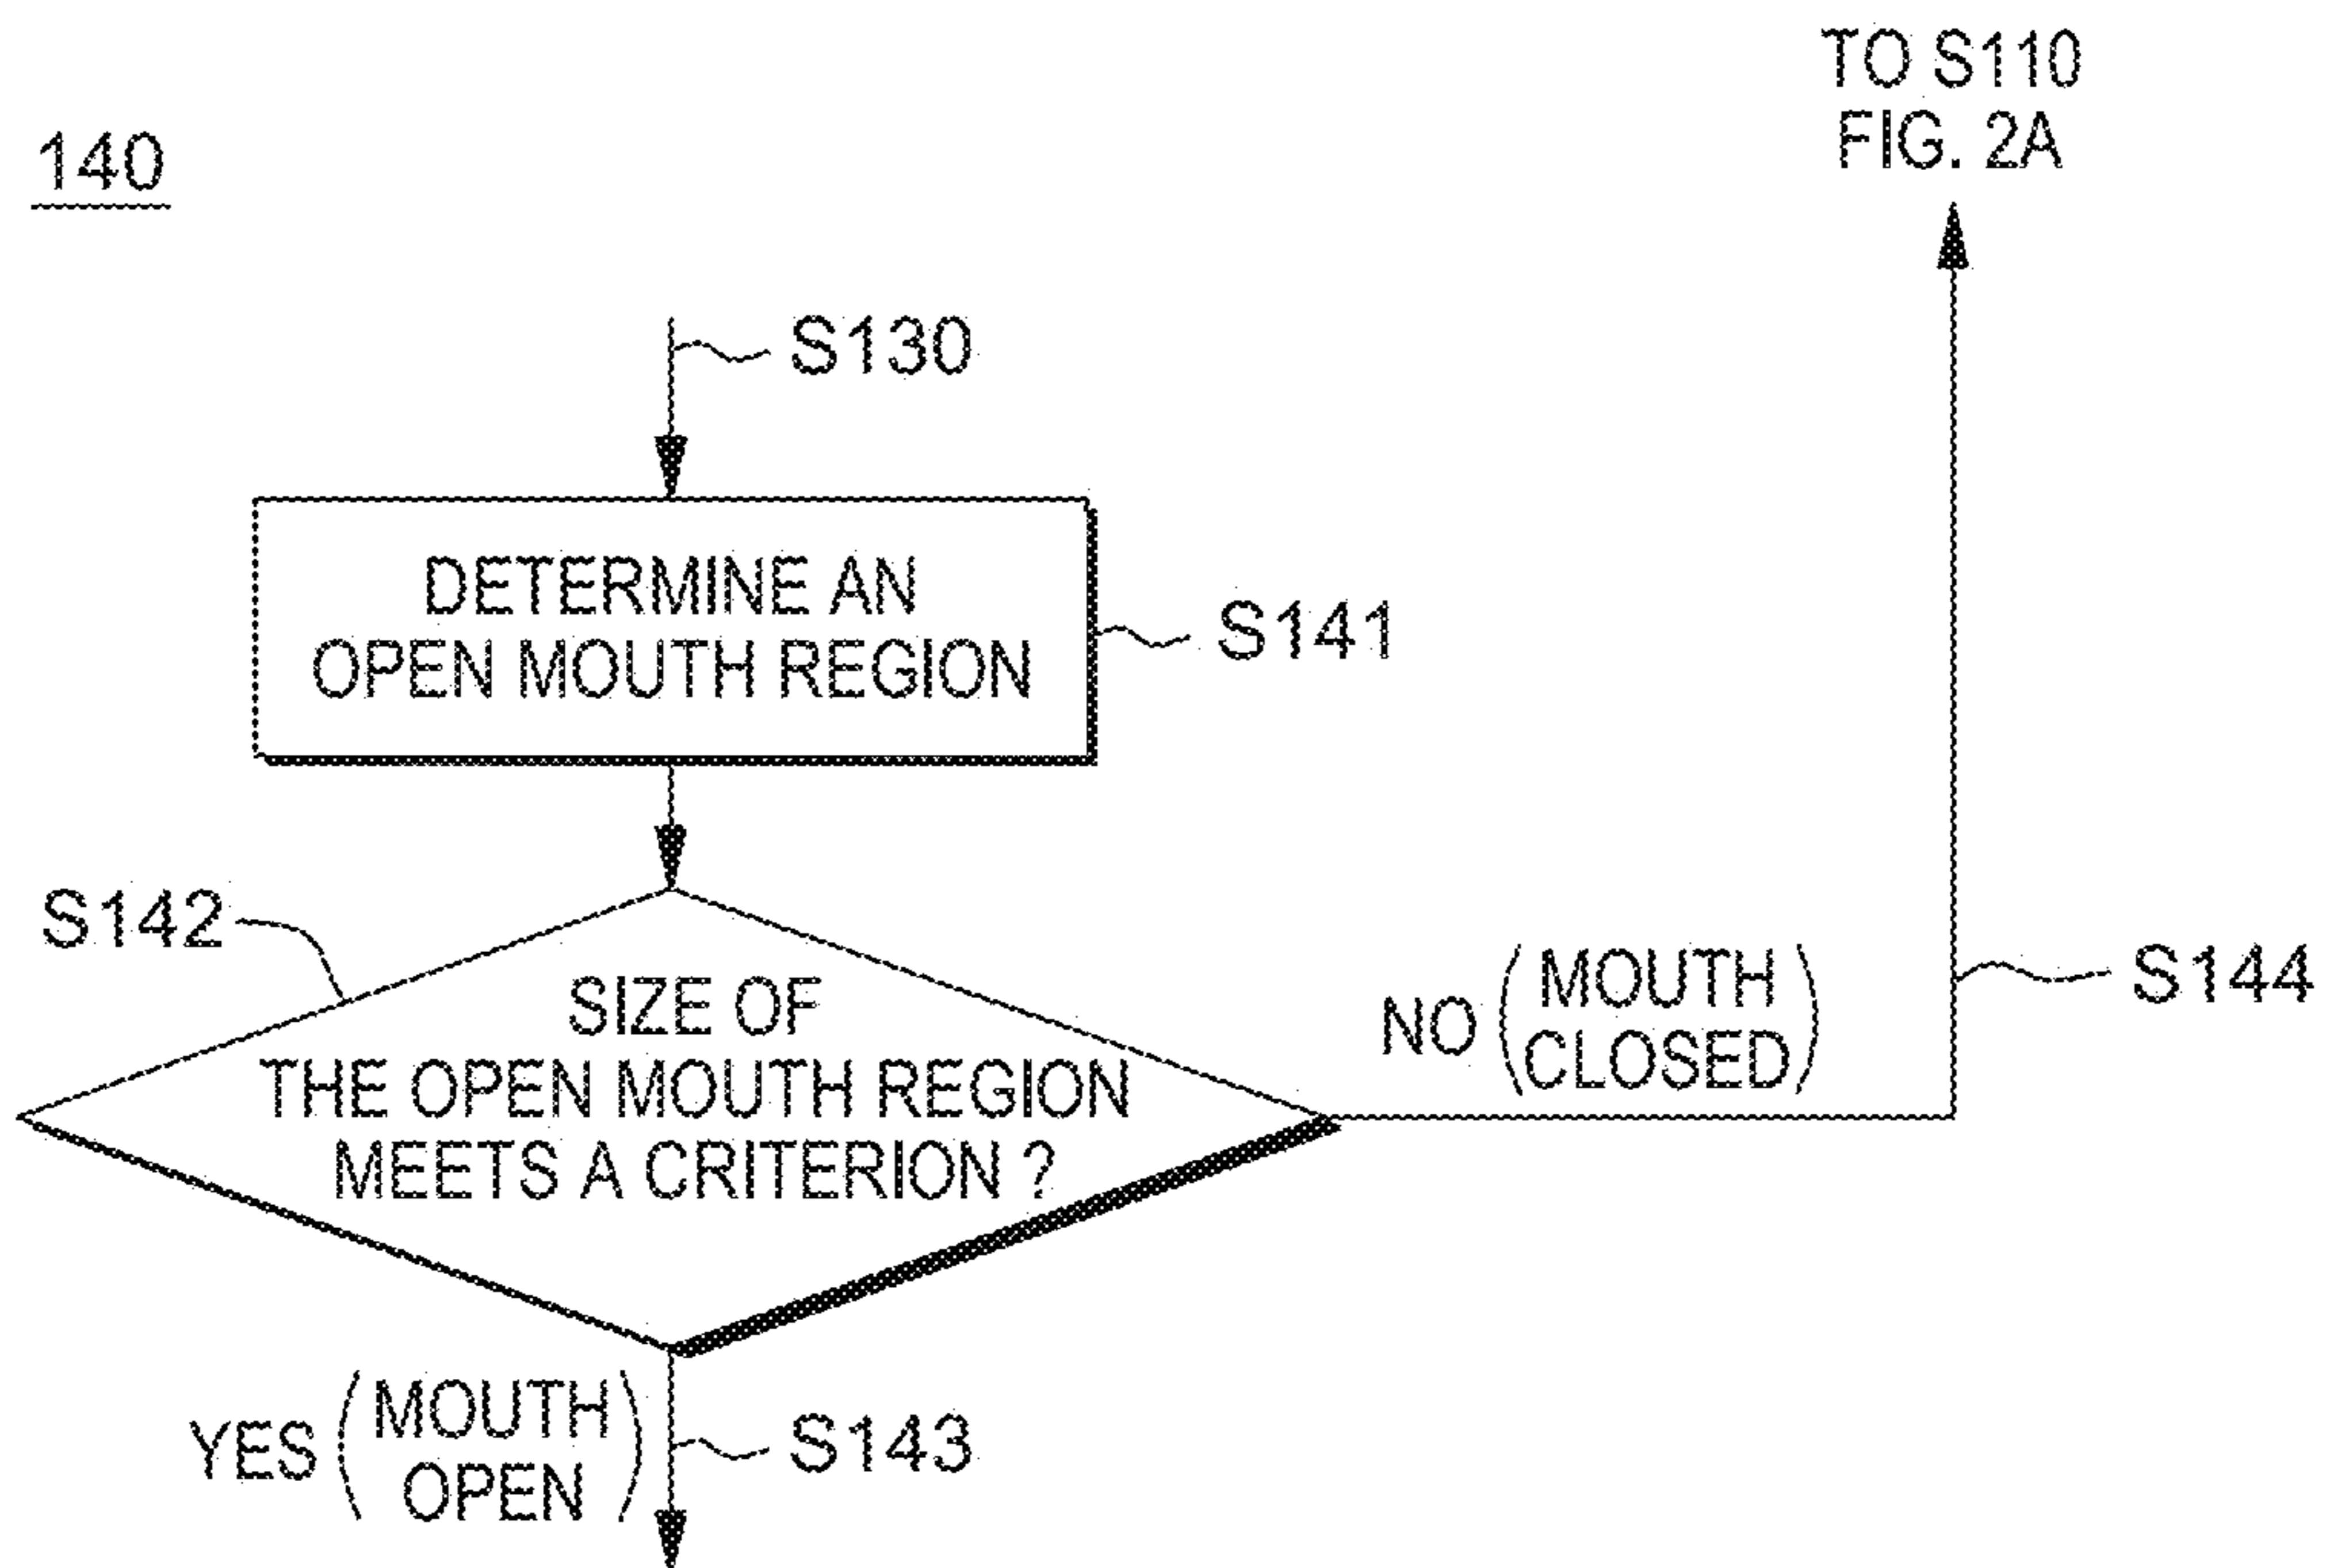 TO S110
FIG. 2A
140
S130
DETERMINE AN
OPEN MOUTH REGION
S141
S142
SIZE OF
THE OPEN MOUTH REGION
MEETS A CRITERION ?
NO (MOUTH
CLOSED)
S144
YES (MOUTH
OPEN)
S143